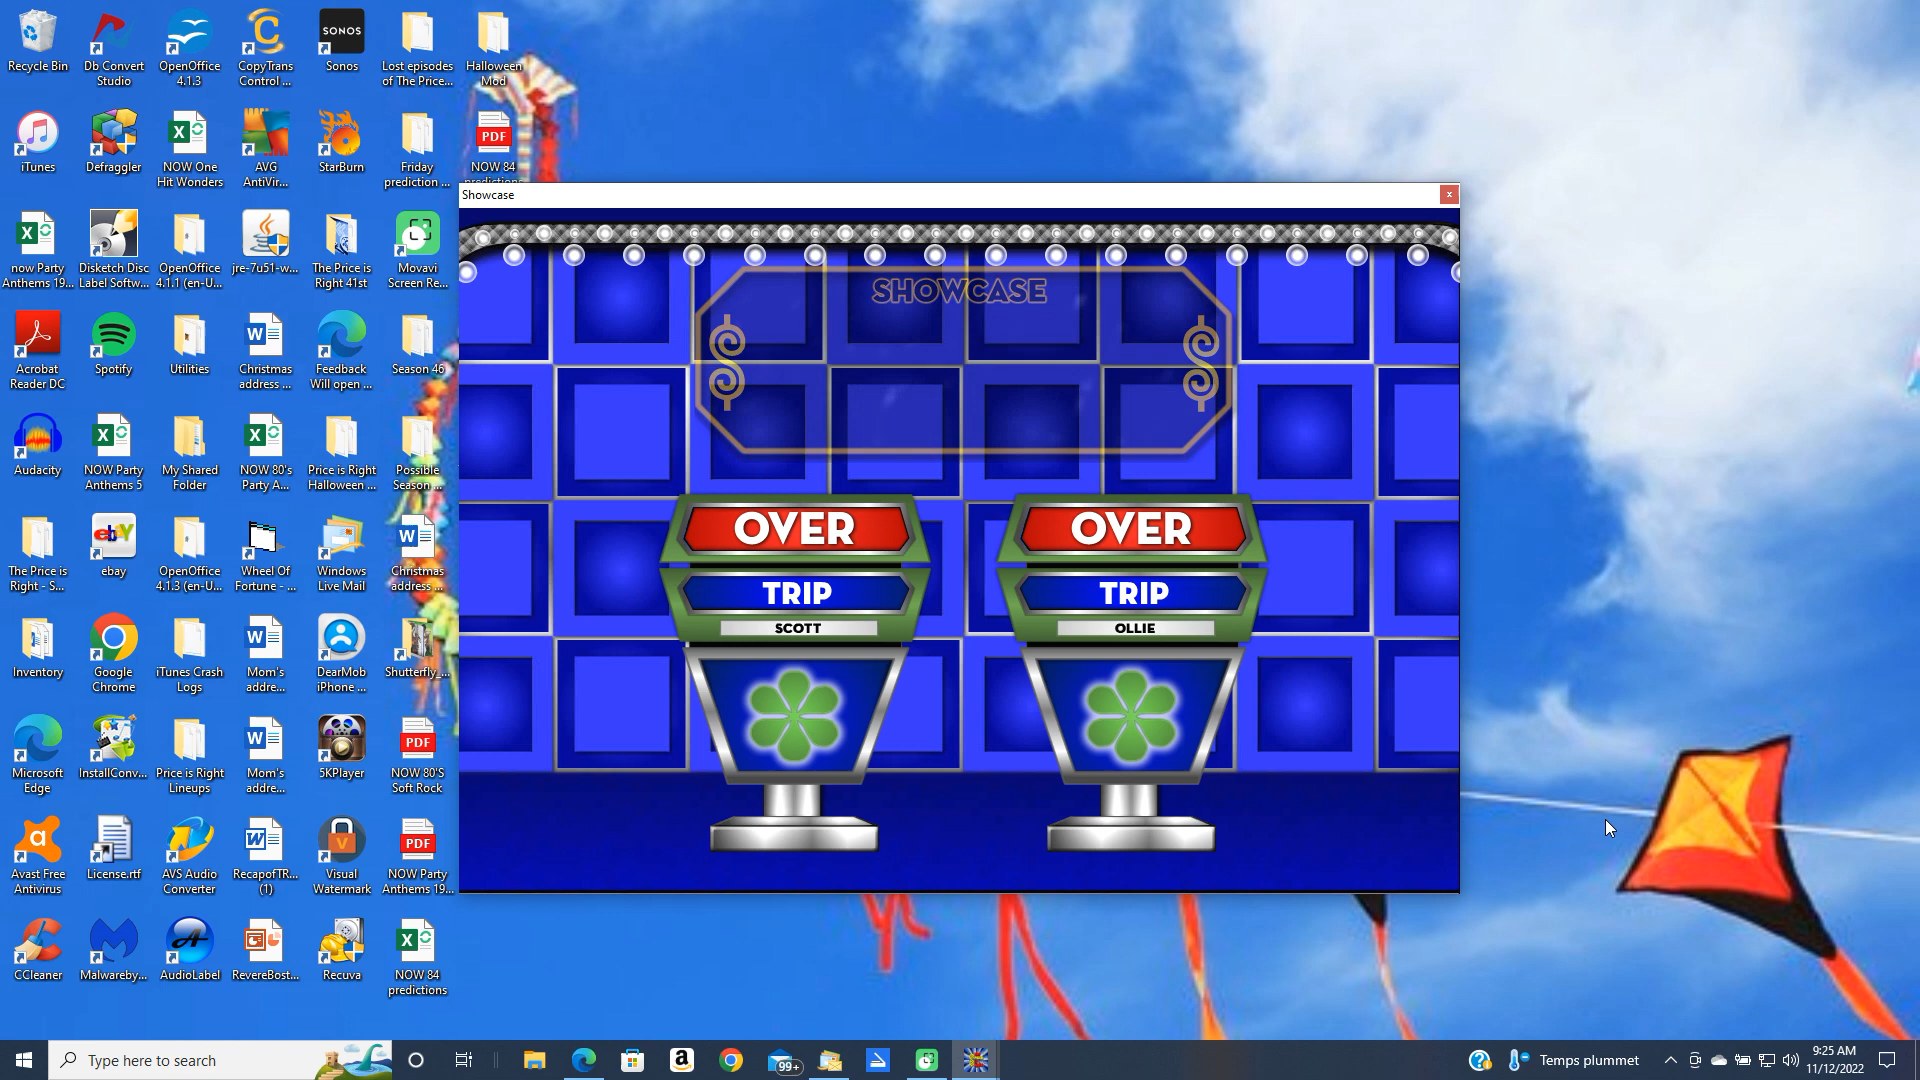 Recycle Bin
Db Convert
Studio
OpenOffice
4.1.3
CopyTrans
Control ...
SONOS
Sonos
Lost episodes
of The Price...
Halloween
Mod
iTunes
Defraggler
NOW One
Hit Wonders
AVG
AntiVir...
StarBurn
Friday
prediction ...
PDF
NOW 84
predictions
now Party
Anthems 19...
Disketch Disc
Label Softw...
OpenOffice
4.1.1 (en-U...
jre-7u51-w...
The Price is
Right 41st
Movavi
Screen Re...
Acrobat
Reader DC
Spotify
Utilities
Christmas
address ...
Feedback
Will open ...
Season 46
Audacity
NOW Party
Anthems 5
My Shared
Folder
NOW 80's
Party A...
Price is Right
Halloween ...
Possible
Season ...
The Price is
Right - S...
ebay
ebay
OpenOffice
4.1.3 (en-U...
Wheel Of
Fortune - ...
Windows
Live Mail
Christmas
address ...
Inventory
Google
Chrome
iTunes Crash
Logs
Mom's
addre...
DearMob
iPhone ...
Shutterfly_...
Microsoft
Edge
InstallConv...
Price is Right
Lineups
Mom's
addre...
5KPlayer
PDF
NOW 80'S
Soft Rock
Avast Free
Antivirus
License.rtf
AVS Audio
Converter
RecapofTR...
(1)
Visual
Watermark
PDF
NOW Party
Anthems 19...
CCleaner
Malwareby...
AudioLabel
RevereBost...
Recuva
NOW 84
predictions
Showcase
x
SHOWCASE
$ $
OVER OVER
TRIP TRIP
SCOTT OLLIE
Type here to search
99+
Temps plummet
9:25 AM
11/12/2022